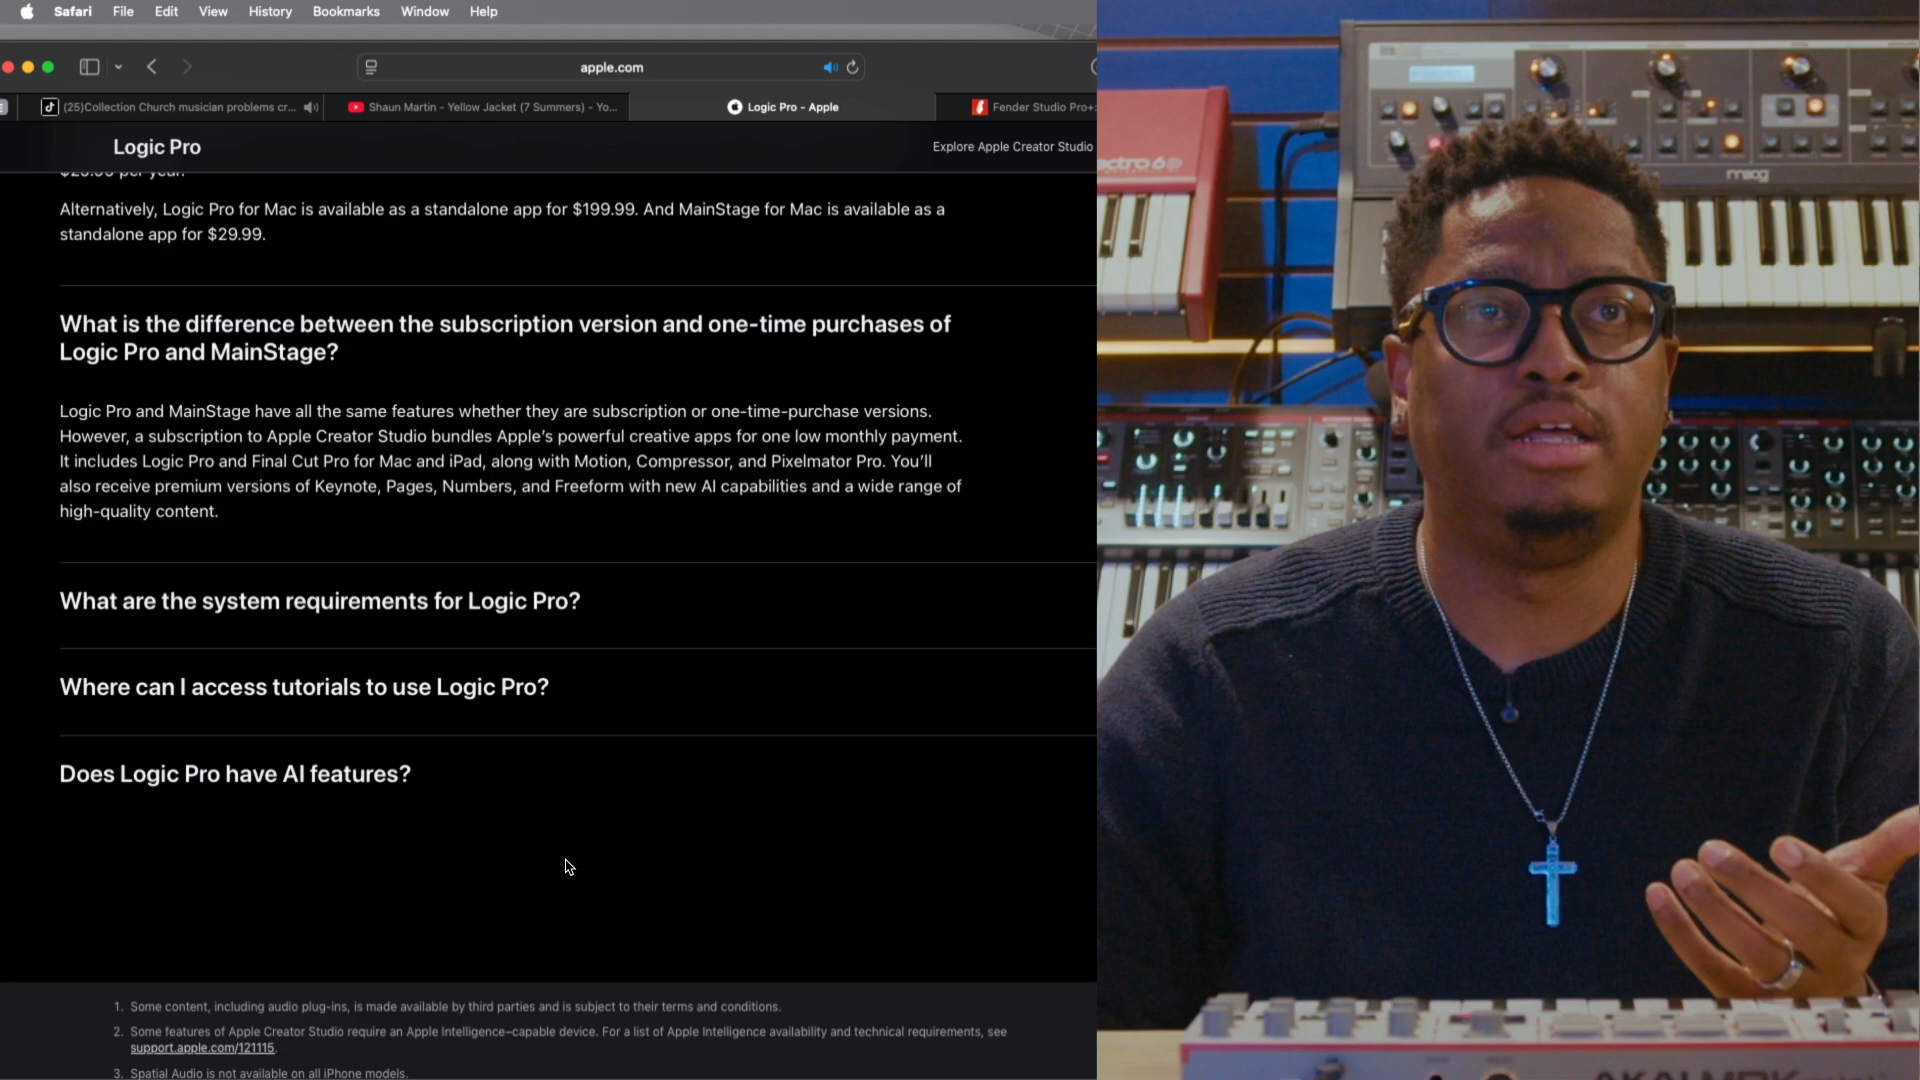 Safari File Edit View History Bookmarks Window Help
apple.com
(25)Collection Church musician problems cr...
Shaun Martin - Yellow Jacket (7 Summers) - Yo...
Logic Pro - Apple
Fender Studio Pro+:
Logic Pro
Explore Apple Creator Studio
$29.99 per year.
Alternatively, Logic Pro for Mac is available as a standalone app for $199.99. And MainStage for Mac is available as a
standalone app for $29.99.
What is the difference between the subscription version and one-time purchases of
Logic Pro and MainStage?
Logic Pro and MainStage have all the same features whether they are subscription or one-time-purchase versions.
However, a subscription to Apple Creator Studio bundles Apple’s powerful creative apps for one low monthly payment.
It includes Logic Pro and Final Cut Pro for Mac and iPad, along with Motion, Compressor, and Pixelmator Pro. You’ll
also receive premium versions of Keynote, Pages, Numbers, and Freeform with new AI capabilities and a wide range of
high-quality content.
What are the system requirements for Logic Pro?
Where can I access tutorials to use Logic Pro?
Does Logic Pro have AI features?
1. Some content, including audio plug-ins, is made available by third parties and is subject to their terms and conditions.
2. Some features of Apple Creator Studio require an Apple Intelligence–capable device. For a list of Apple Intelligence availability and technical requirements, see
support.apple.com/121115.
3. Spatial Audio is not available on all iPhone models.
ectro 6D
moog